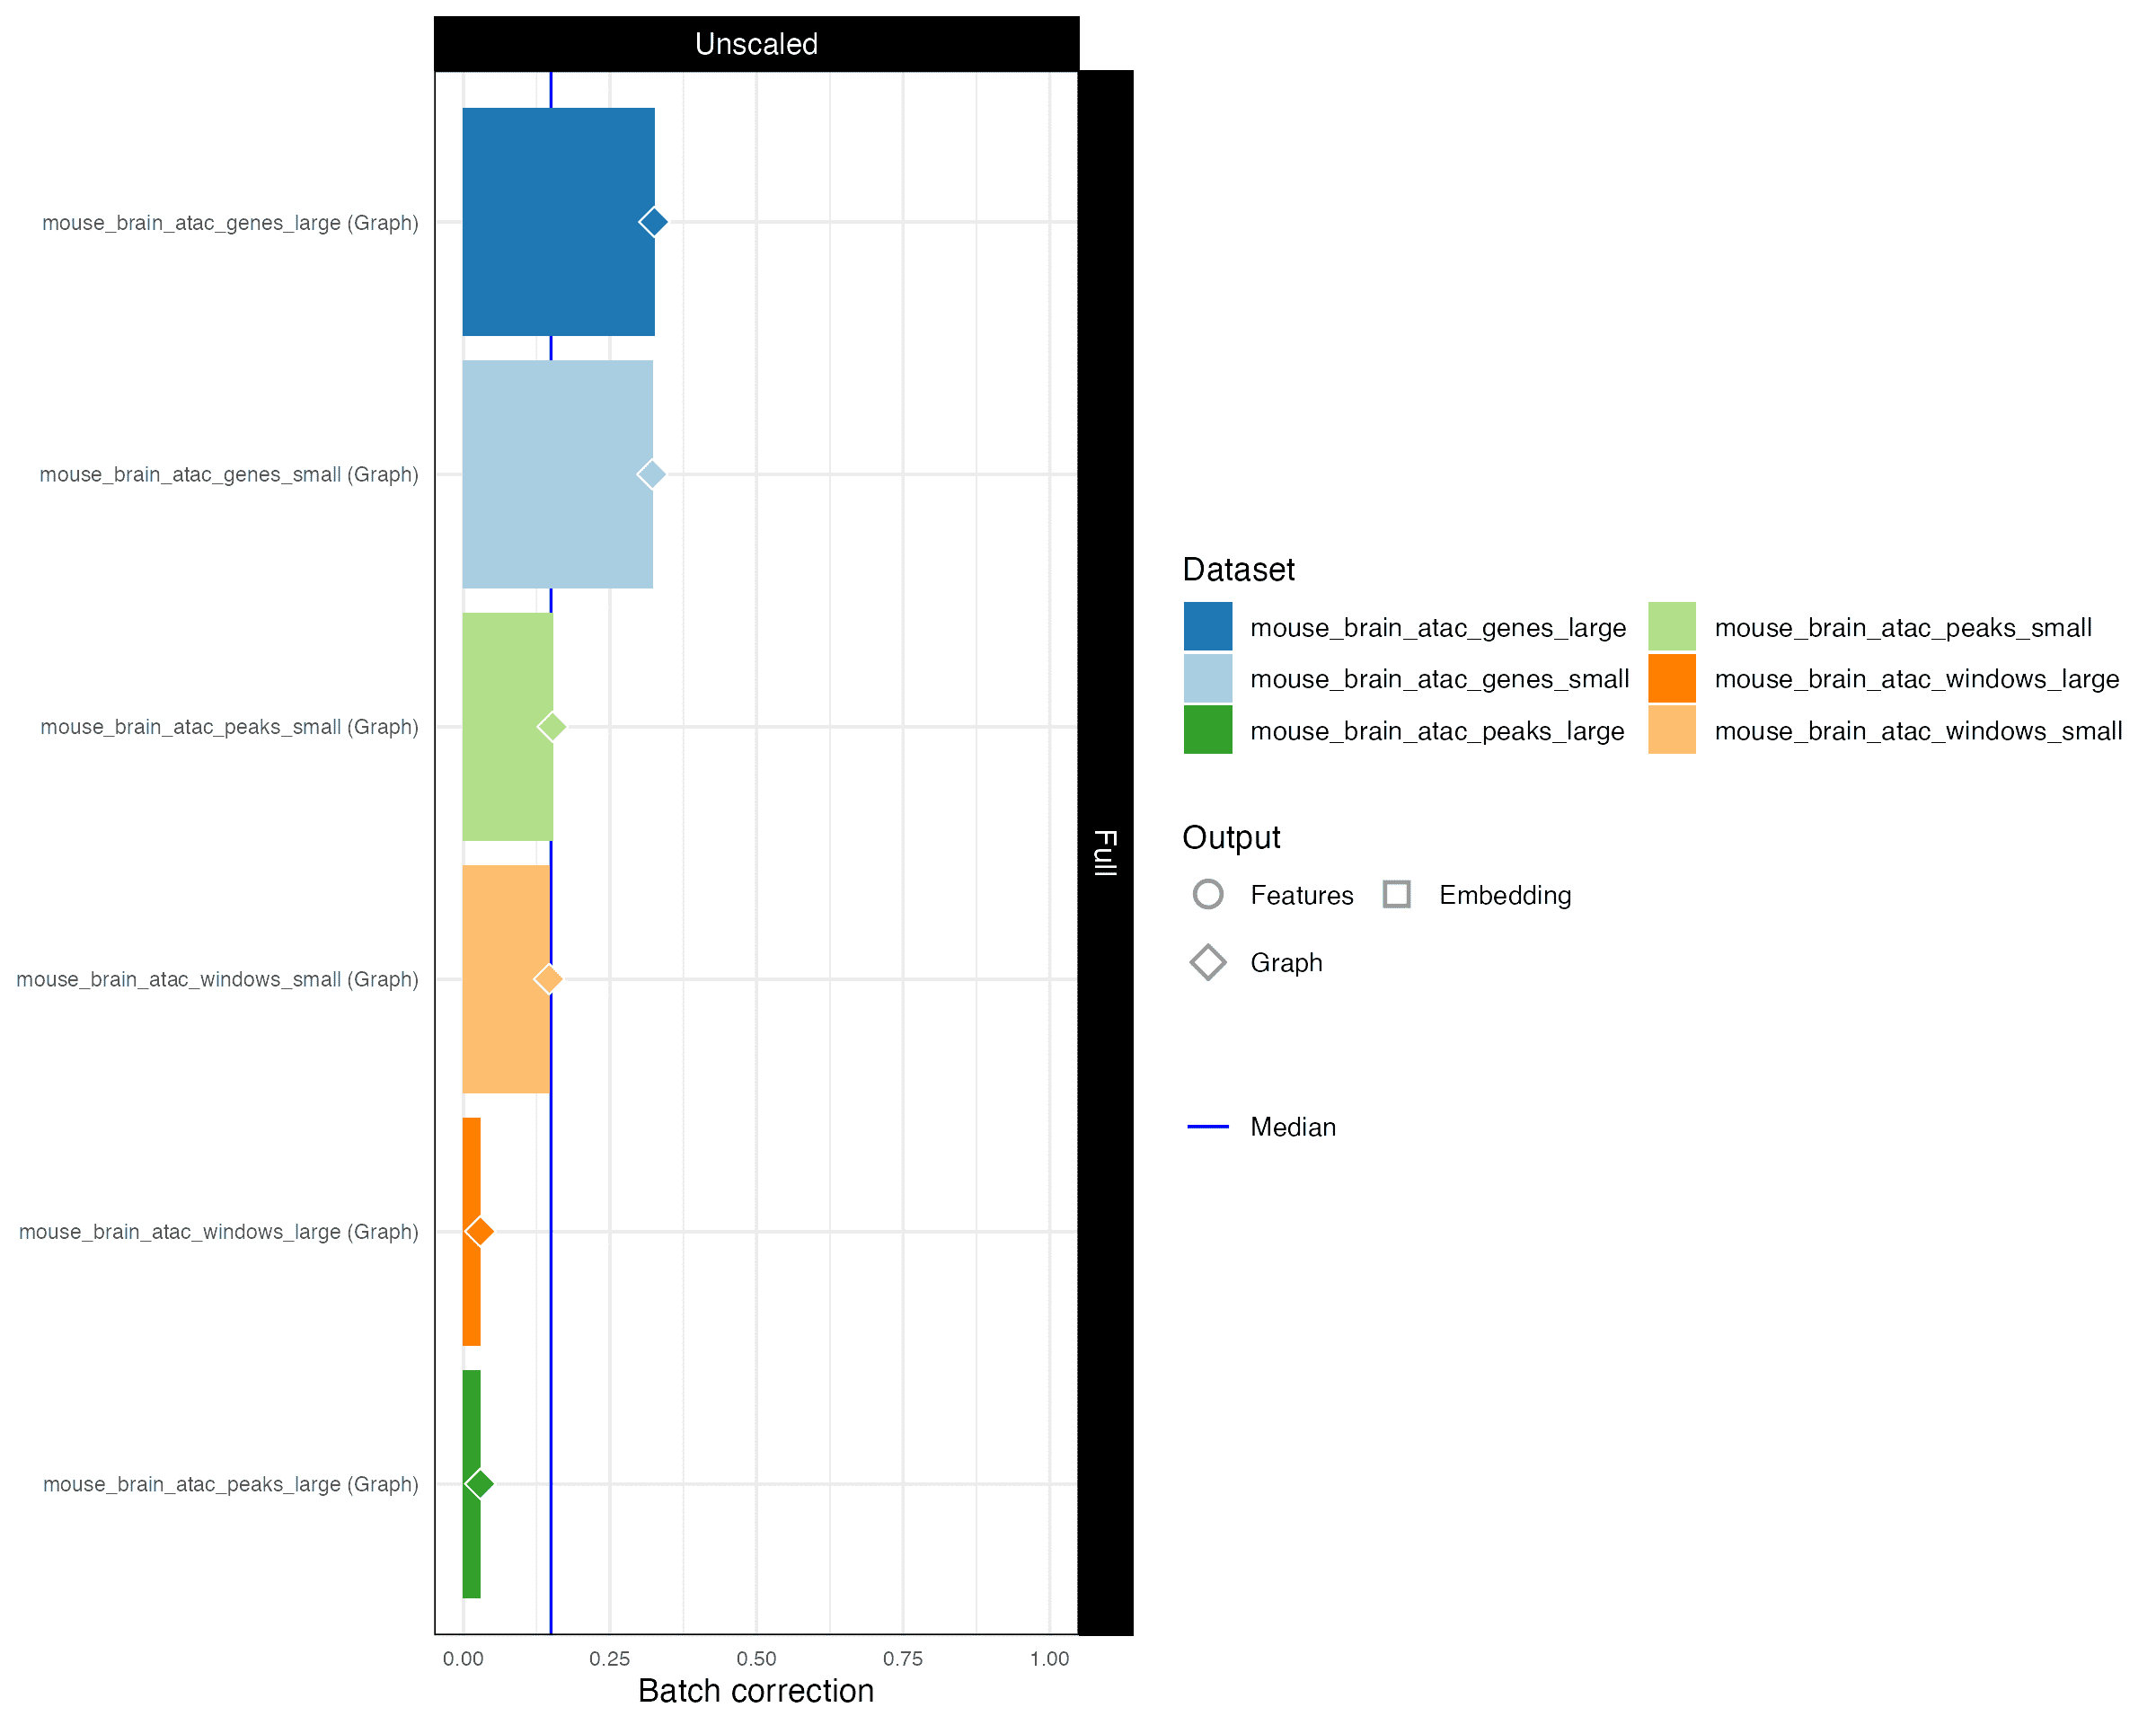 Unscaled
mouse_brain_atac_genes_large (Graph)
mouse_brain_atac_genes_small (Graph)
mouse_brain_atac_peaks_small (Graph)
mouse_brain_atac_windows_small (Graph)
mouse_brain_atac_windows_large (Graph)
mouse_brain_atac_peaks_large (Graph)
Full
0.00 0.25 0.50 0.75 1.00
Batch correction
Dataset
mouse_brain_atac_genes_large mouse_brain_atac_peaks_small
mouse_brain_atac_genes_small mouse_brain_atac_windows_large
mouse_brain_atac_peaks_large mouse_brain_atac_windows_small
Output
Features Embedding
Graph
Median